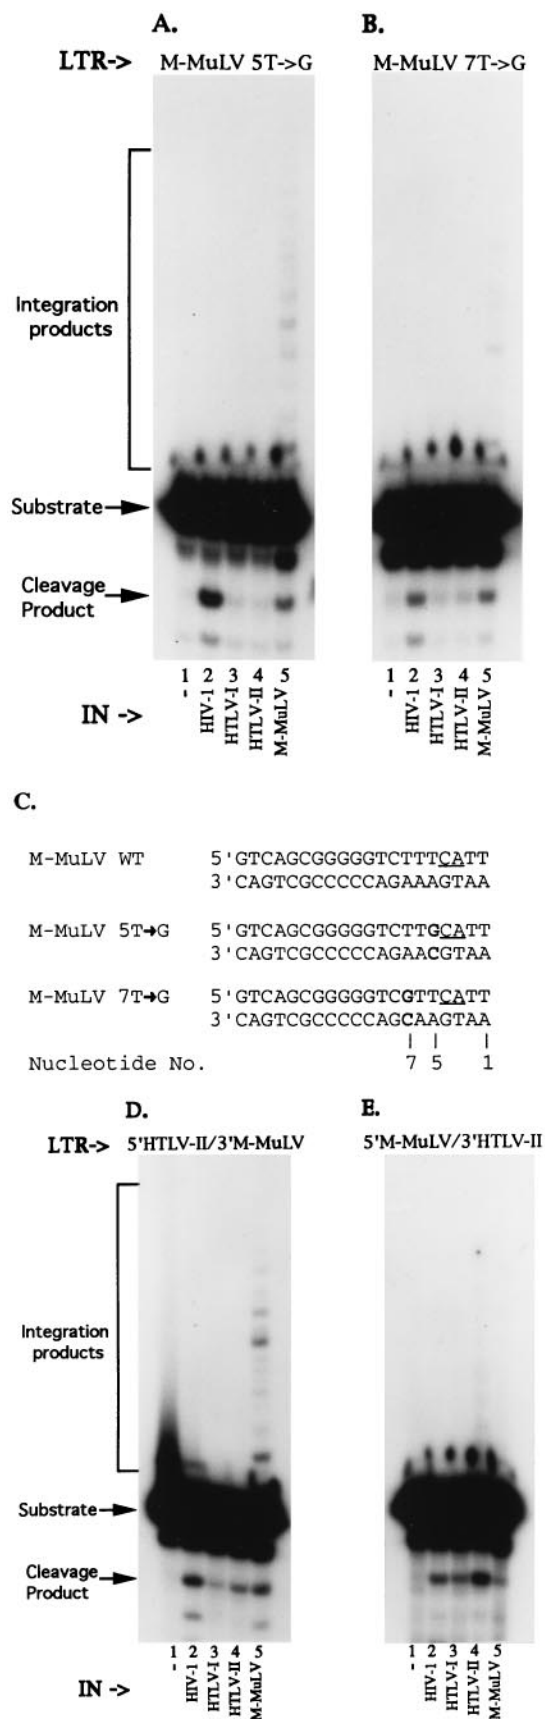 A.
B.
LTR->
M-MuLV 5T->G
M-MuLV 7T->G
Integration
products
Substrate
Cleavage
Product
1 2 3 4 5
1 2 3 4 5
IN ->
- HIV-1 HTLV-I HTLV-II M-MuLV
- HIV-1 HTLV-I HTLV-II M-MuLV
C.
M-MuLV WT 5'GTCAGCGGGGGTCTTTCATT
3'CAGTCGCCCCCAGAAAGTAA
M-MuLV 5T➔G 5'GTCAGCGGGGGTCTTGCATT
3'CAGTCGCCCCCAGAACGTAA
M-MuLV 7T➔G 5'GTCAGCGGGGGTCGTTCATT
3'CAGTCGCCCCCAGCAAGTAA
Nucleotide No. 7 5 1
D.
E.
LTR->
5'HTLV-II/3'M-MuLV
5'M-MuLV/3'HTLV-II
Integration
products
Substrate
Cleavage
Product
1 2 3 4 5
1 2 3 4 5
IN ->
- HIV-1 HTLV-I HTLV-II M-MuLV
- HIV-1 HTLV-I HTLV-II M-MuLV